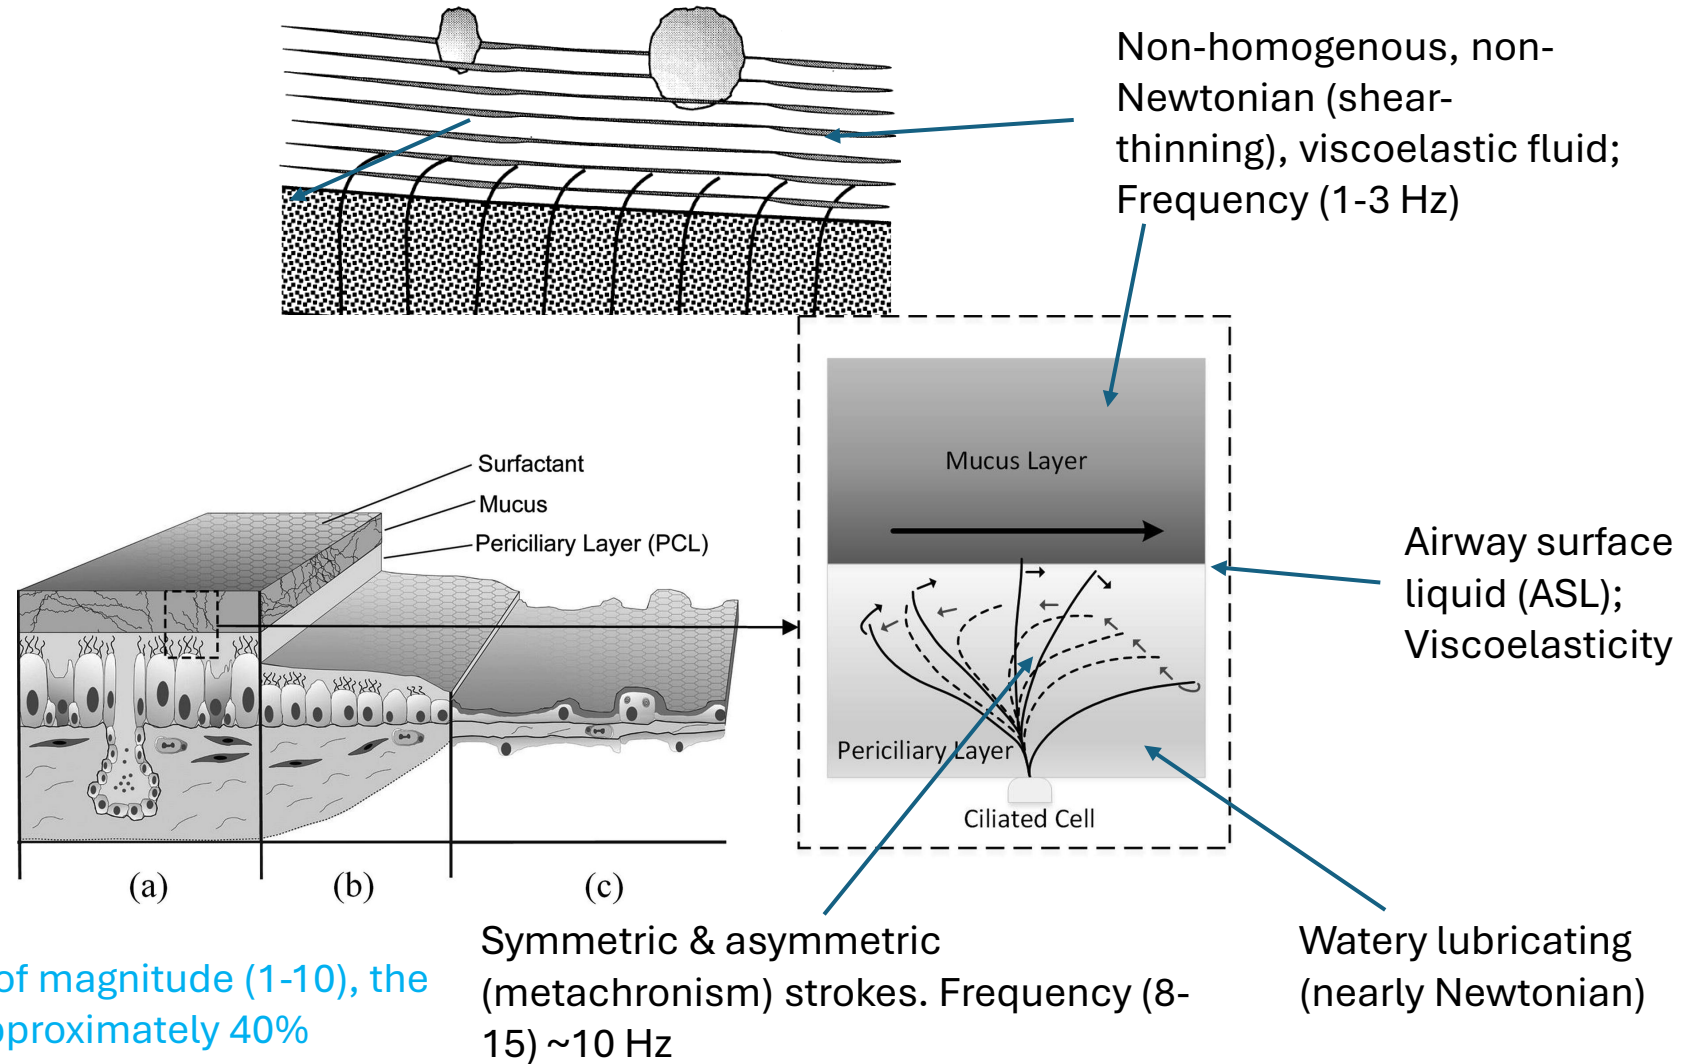 Non-homogenous, non-
Newtonian (shear-
thinning), viscoelastic fluid;
Frequency (1-3 Hz)
Surfactant
Mucus
Periciliary Layer (PCL)
Mucus Layer
Periciliary Layer
Ciliated Cell
Airway surface
liquid (ASL);
Viscoelasticity
(a)
(b)
(c)
of magnitude (1-10), the
pproximately 40%
Symmetric & asymmetric
(metachronism) strokes. Frequency (8-
15) ~10 Hz
Watery lubricating
(nearly Newtonian)